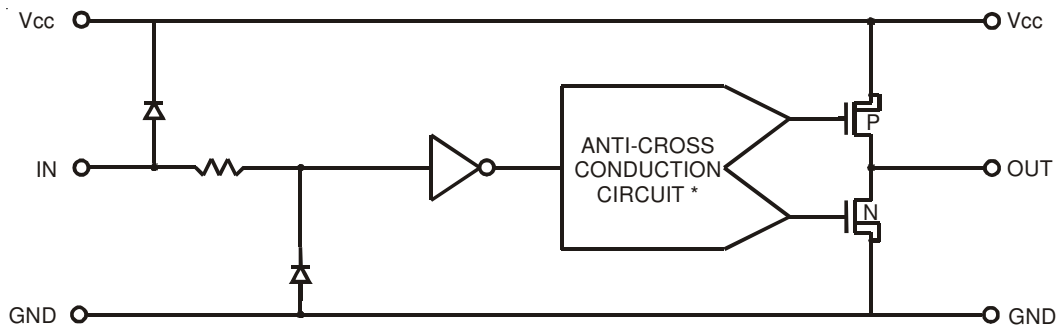 Vcc
Vcc
P
ANTI-CROSS
CONDUCTION
CIRCUIT *
IN
OUT
N
GND
GND